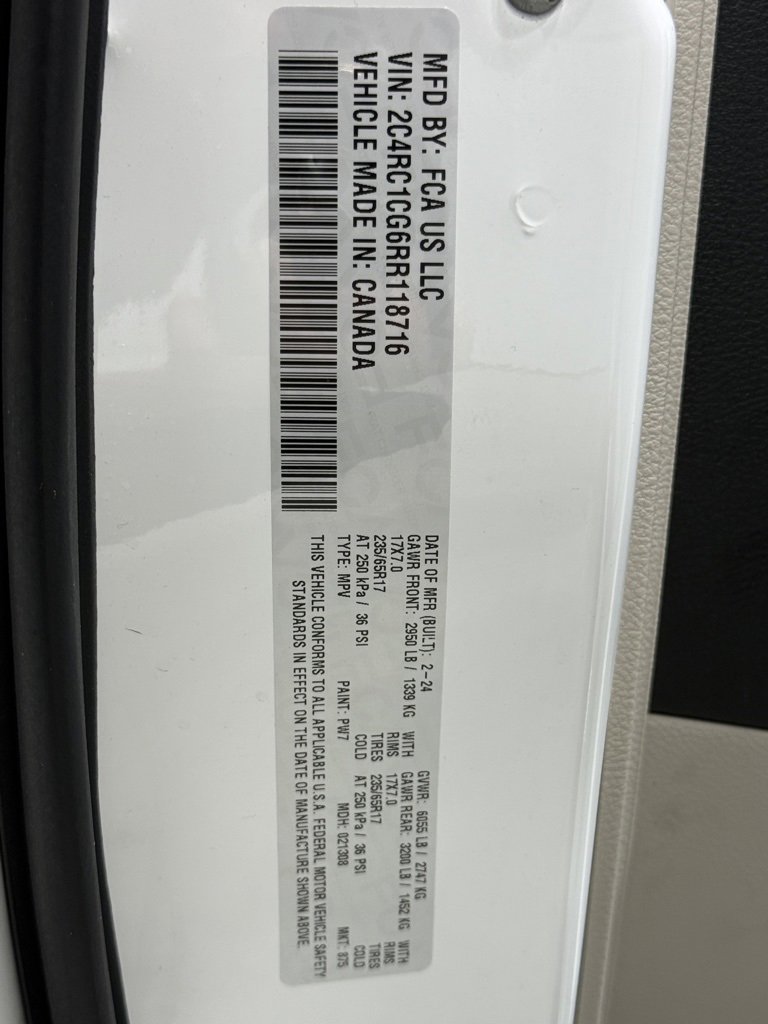 MFD BY: FCA US LLC
VIN: 2C4RC1CG6RR118716
VEHICLE MADE IN: CANADA
DATE OF MFR (BUILT): 2-24 GVWR: 6055 LB / 2747 KG
GAWR FRONT: 2950 LB / 1339 KG WITH GAWR REAR: 3200 LB / 1452 KG WITH
17X7.0 RIMS 17X7.0 RIMS
235/65R17 TIRES 235/65R17 TIRES
AT 250 kPa / 36 PSI COLD AT 250 kPa / 36 PSI COLD
TYPE: MPV PAINT: PW7 MDH: 021308 MKT: 875
THIS VEHICLE CONFORMS TO ALL APPLICABLE U.S.A. FEDERAL MOTOR VEHICLE SAFETY
STANDARDS IN EFFECT ON THE DATE OF MANUFACTURE SHOWN ABOVE.